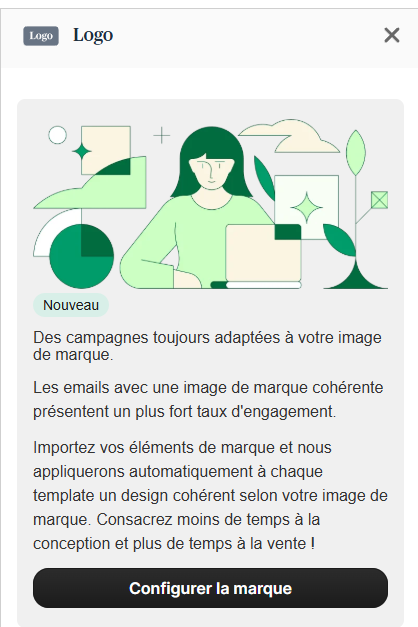 Logo Logo
Nouveau
Des campagnes toujours adaptées à votre image
de marque.
Les emails avec une image de marque cohérente
présentent un plus fort taux d'engagement.
Importez vos éléments de marque et nous
appliquerons automatiquement à chaque
template un design cohérent selon votre image de
marque. Consacrez moins de temps à la
conception et plus de temps à la vente !
Configurer la marque